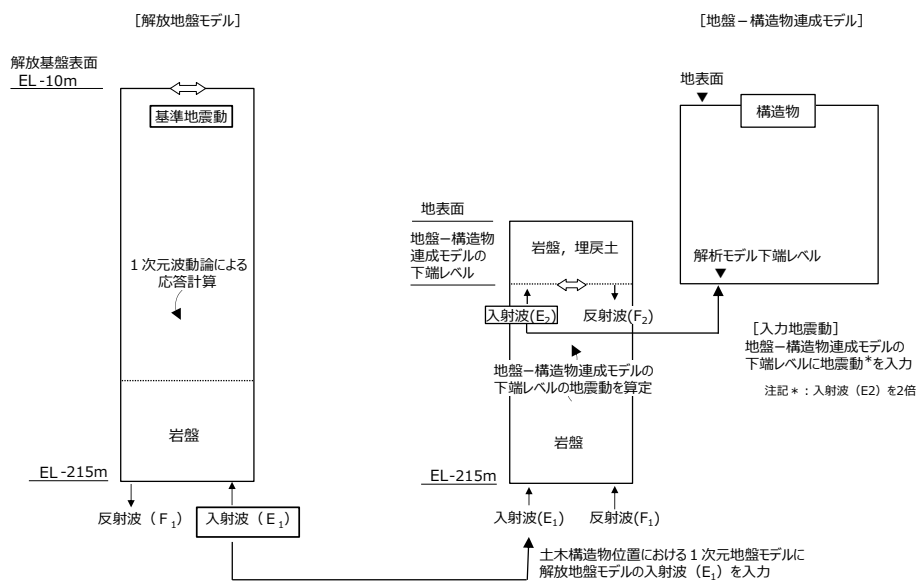 ［解放地盤モデル］
［地盤－構造物連成モデル］
解放基盤表面
EL-10m
基準地震動
１次元波動論による
応答計算
岩盤
EL-215m
反射波（F₁）
入射波（E₁）
地表面
地盤－構造物
連成モデルの
下端レベル
岩盤，埋戻土
入射波(E₂)
反射波(F₂)
地盤－構造物連成モデルの
下端レベルの地震動を算定
岩盤
EL-215m
入射波(E₁)
反射波(F₁)
土木構造物位置における１次元地盤モデルに
解放地盤モデルの入射波（E₁）を入力
地表面
構造物
解析モデル下端レベル
［入力地震動］
地盤－構造物連成モデルの
下端レベルに地震動*を入力
注記＊：入射波（E2）を2倍